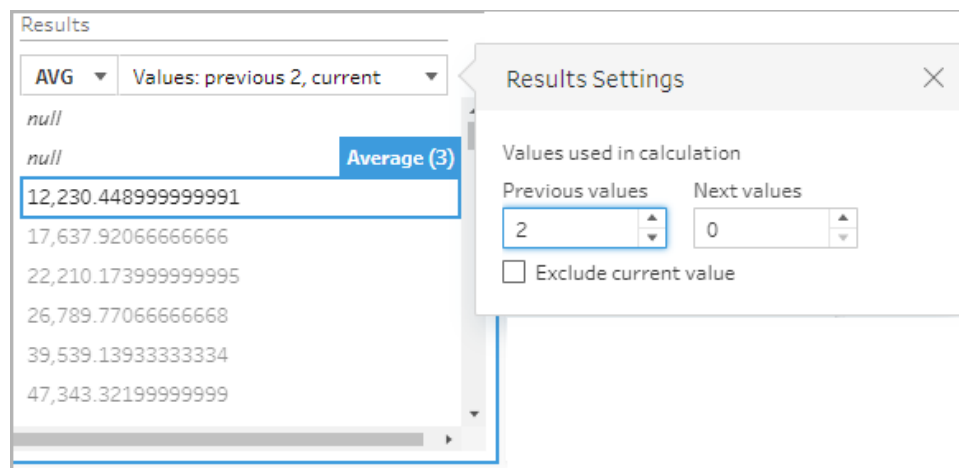 Results
AVG Values: previous 2, current
null
null Average (3)
12,230.448999999991
17,637.92066666666
22,210.173999999995
26,789.77066666668
39,539.13933333334
47,343.32199999999
Results Settings
Values used in calculation
Previous values Next values
2 0
Exclude current value